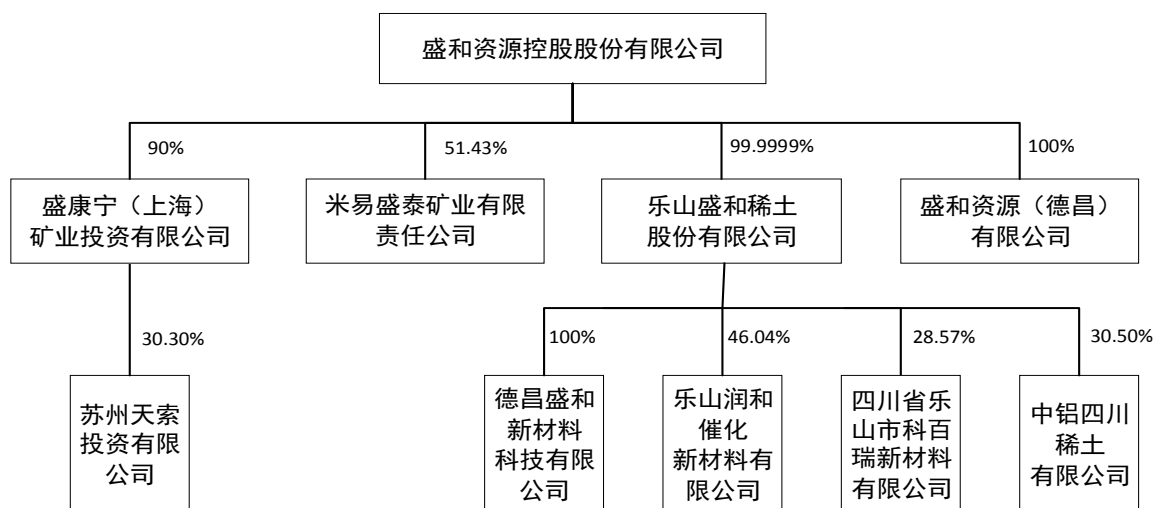 盛和资源控股股份有限公司
90%
51.43%
99.9999%
100%
盛康宁（上海）
矿业投资有限公司
米易盛泰矿业有限
责任公司
乐山盛和稀土
股份有限公司
盛和资源（德昌）
有限公司
30.30%
100%
46.04%
28.57%
30.50%
苏州天索
投资有限
公司
德昌盛和
新材料
科技有限
公司
乐山润和
催化
新材料有
限公司
四川省乐
山市科百
瑞新材料
有限公司
中铝四川
稀土
有限公司